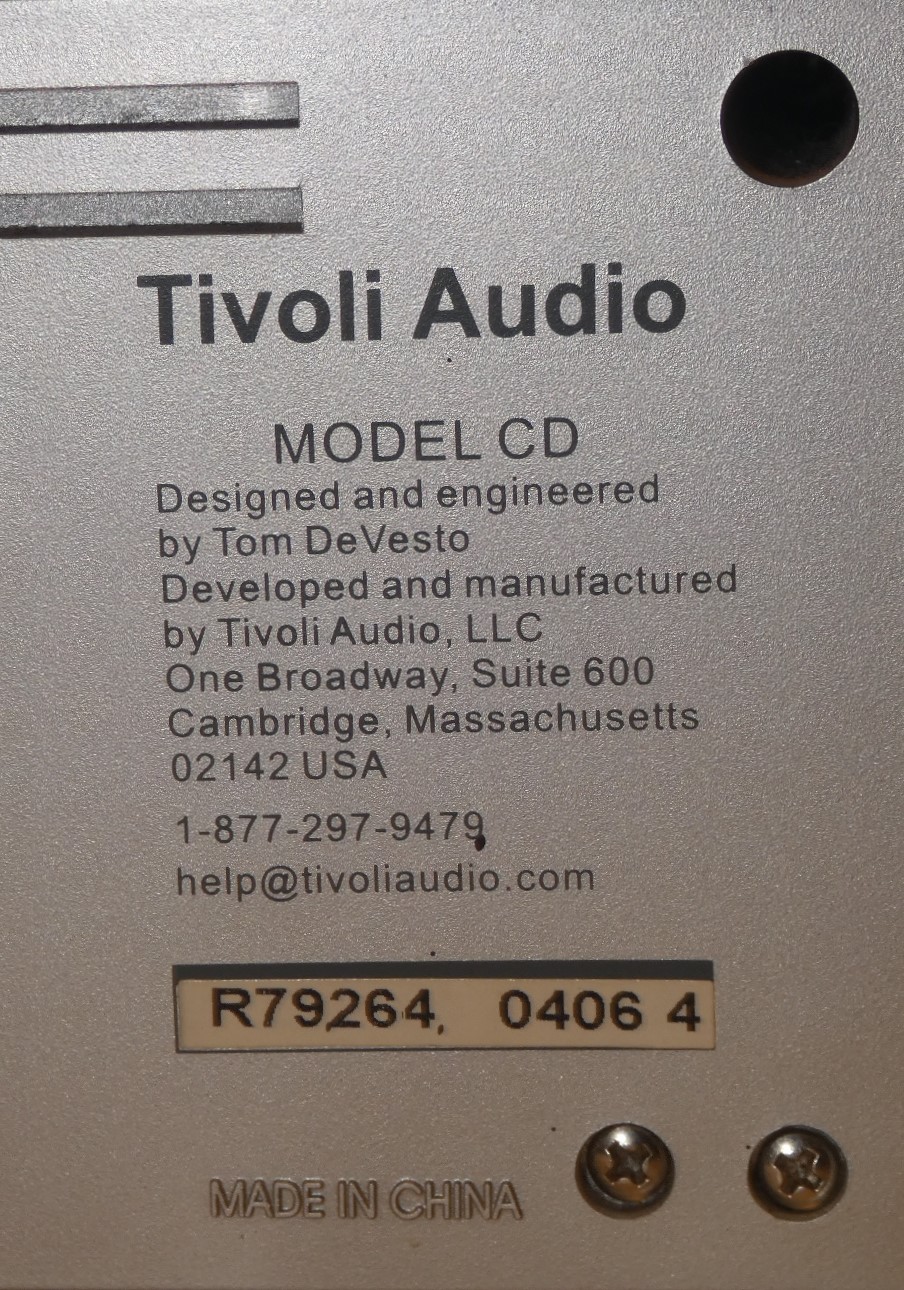 Tivoli Audio
MODEL CD
Designed and engineered
by Tom DeVesto
Developed and manufactured
by Tivoli Audio, LLC
One Broadway, Suite 600
Cambridge, Massachusetts
02142 USA
1-877-297-9479
help@tivoliaudio.com
R79264 0406 4
MADE IN CHINA